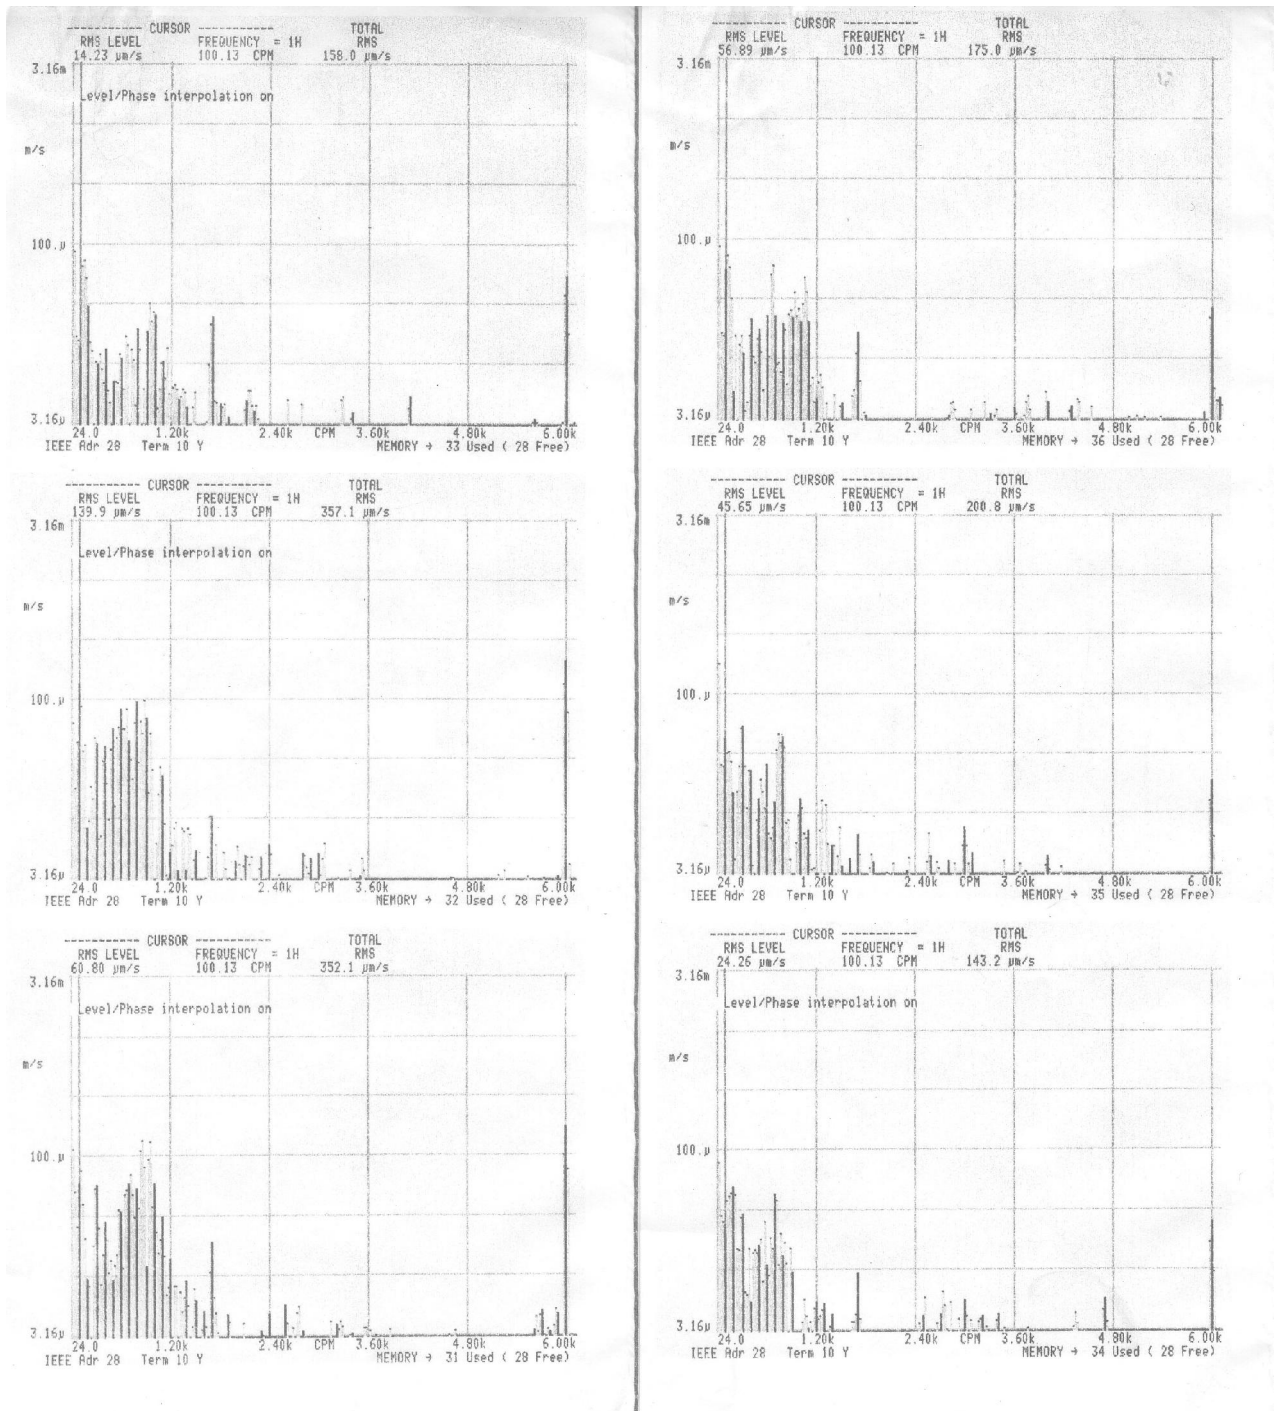 ---------- CURSOR -----------    TOTAL
RMS LEVEL    FREQUENCY = 1H    RMS
14.23 µm/s    100.13 CPM    158.0 µm/s
3.16m
Level/Phase interpolation on
m/s
100.µ
3.16µ
24.0    1.20k    2.40k    CPM    3.60k    4.80k    6.00k
IEEE Adr 28    Term 10 Y    MEMORY → 33 Used ( 28 Free)
---------- CURSOR -----------    TOTAL
RMS LEVEL    FREQUENCY = 1H    RMS
139.9 µm/s    100.13 CPM    357.1 µm/s
3.16m
Level/Phase interpolation on
m/s
100.µ
3.16µ
24.0    1.20k    2.40k    CPM    3.60k    4.80k    6.00k
IEEE Adr 28    Term 10 Y    MEMORY → 32 Used ( 28 Free)
---------- CURSOR -----------    TOTAL
RMS LEVEL    FREQUENCY = 1H    RMS
60.80 µm/s    100.13 CPM    352.1 µm/s
3.16m
Level/Phase interpolation on
m/s
100.µ
3.16µ
24.0    1.20k    2.40k    CPM    3.60k    4.80k    6.00k
IEEE Adr 28    Term 10 Y    MEMORY → 31 Used ( 28 Free)
---------- CURSOR -----------    TOTAL
RMS LEVEL    FREQUENCY = 1H    RMS
56.89 µm/s    100.13 CPM    175.0 µm/s
3.16m
m/s
100.µ
3.16µ
24.0    1.20k    2.40k    CPM    3.60k    4.80k    6.00k
IEEE Adr 28    Term 10 Y    MEMORY → 36 Used ( 28 Free)
---------- CURSOR -----------    TOTAL
RMS LEVEL    FREQUENCY = 1H    RMS
45.65 µm/s    100.13 CPM    200.8 µm/s
3.16m
m/s
100.µ
3.16µ
24.0    1.20k    2.40k    CPM    3.60k    4.80k    6.00k
IEEE Adr 28    Term 10 Y    MEMORY → 35 Used ( 28 Free)
---------- CURSOR -----------    TOTAL
RMS LEVEL    FREQUENCY = 1H    RMS
24.26 µm/s    100.13 CPM    143.2 µm/s
3.16m
Level/Phase interpolation on
m/s
100.µ
3.16µ
24.0    1.20k    2.40k    CPM    3.60k    4.80k    6.00k
IEEE Adr 28    Term 10 Y    MEMORY → 34 Used ( 28 Free)